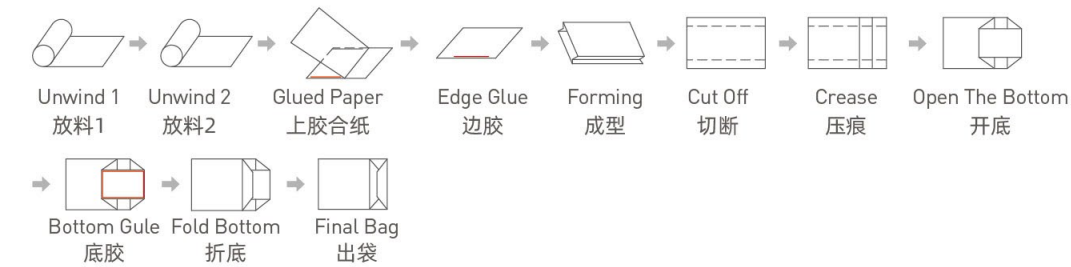 Unwind 1
放料1
Unwind 2
放料2
Glued Paper
上胶合纸
Edge Glue
边胶
Forming
成型
Cut Off
切断
Crease
压痕
Open The Bottom
开底
Bottom Gule
底胶
Fold Bottom
折底
Final Bag
出袋